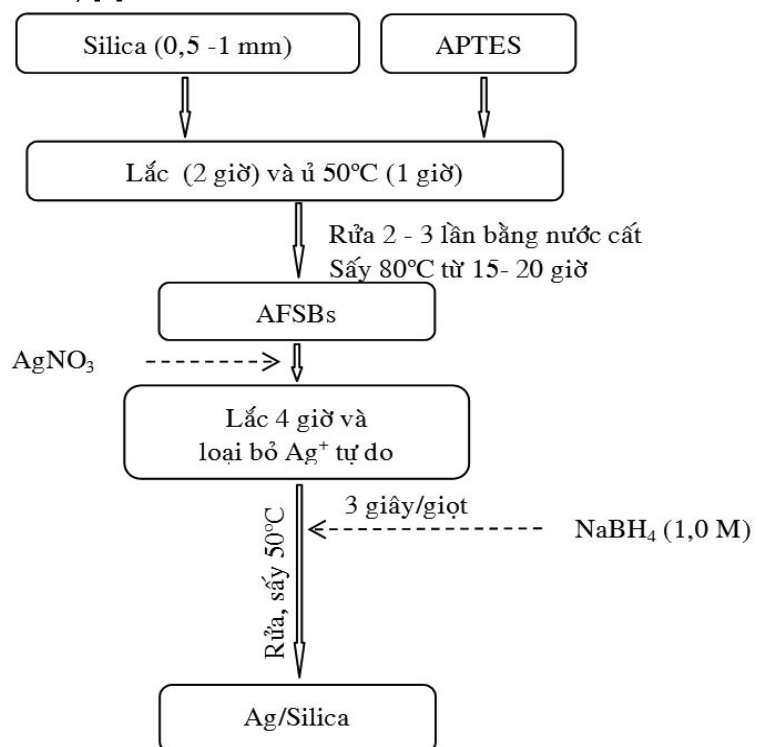 Silica (0,5 -1 mm)
APTES
Lắc (2 giờ) và ủ 50°C (1 giờ)
Rửa 2 - 3 lần bằng nước cất
Sấy 80°C từ 15- 20 giờ
AFSBs
AgNO₃
Lắc 4 giờ và
loại bỏ Ag⁺ tự do
3 giây/giọt
NaBH₄ (1,0 M)
Rửa, sấy 50°C
Ag/Silica